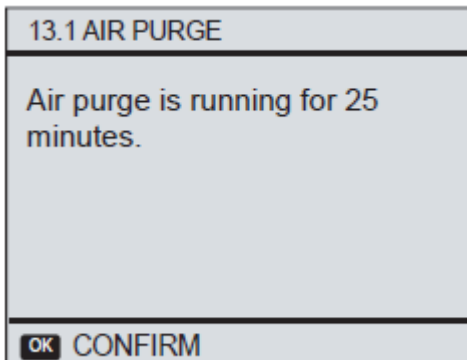 13.1 AIR PURGE
Air purge is running for 25
minutes.
OK CONFIRM